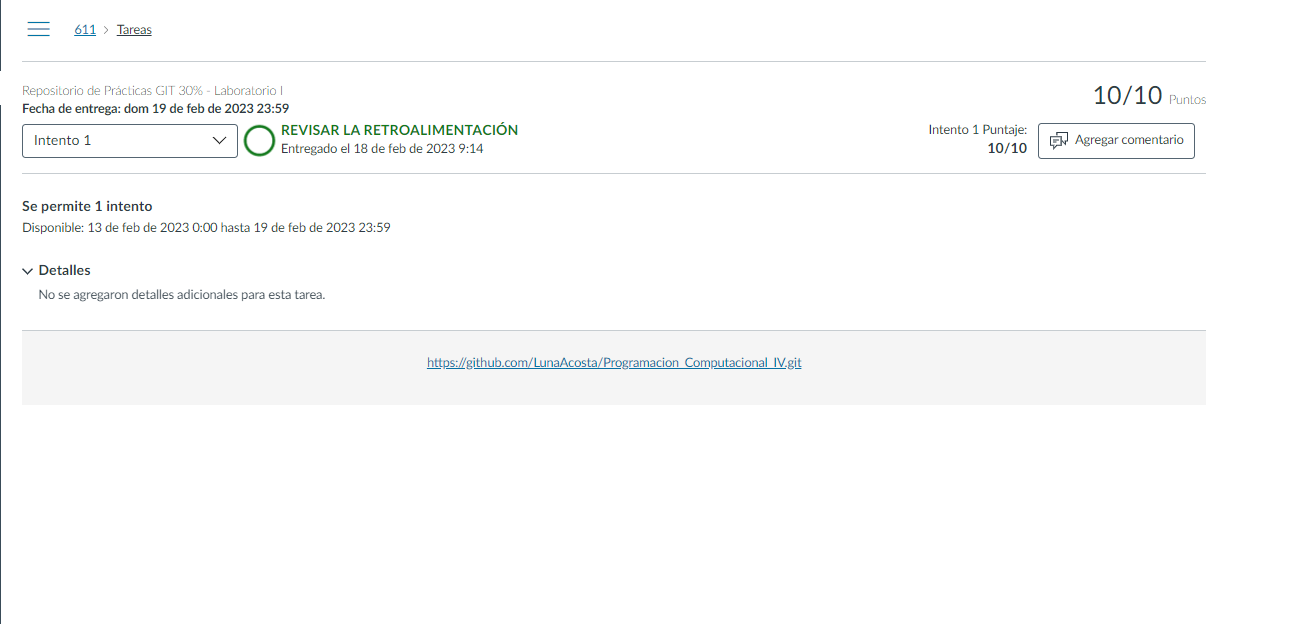 611 > Tareas
Repositorio de Prácticas GIT 30% - Laboratorio I
Fecha de entrega: dom 19 de feb de 2023 23:59
10/10 Puntos
Intento 1
REVISAR LA RETROALIMENTACIÓN
Entregado el 18 de feb de 2023 9:14
Intento 1 Puntaje:
10/10
Agregar comentario
Se permite 1 intento
Disponible: 13 de feb de 2023 0:00 hasta 19 de feb de 2023 23:59
Detalles
No se agregaron detalles adicionales para esta tarea.
https://github.com/LunaAcosta/Programacion_Computacional_IV.git